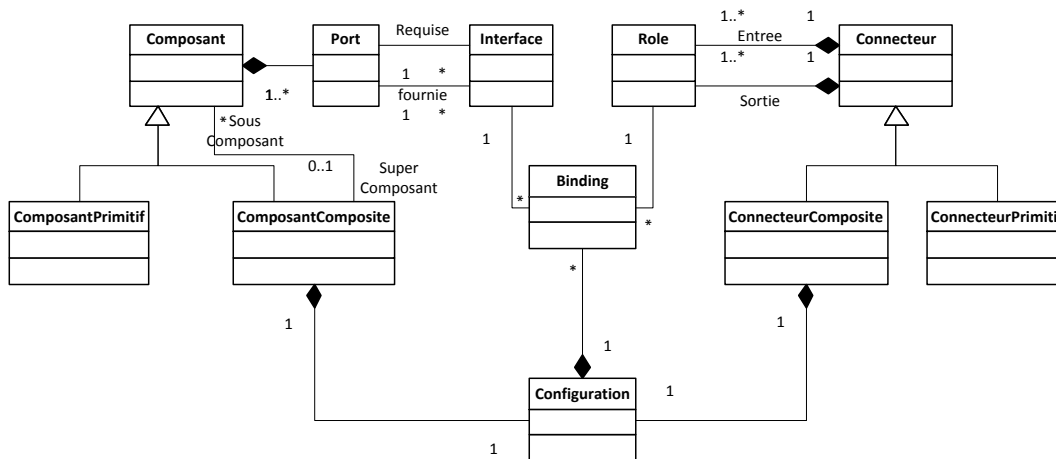 1..* 1
Requise Entree
Composant Port Interface Role Connecteur
1..* 1
1 *
1..* fournie Sortie
1 *
* Sous
Composant
1 1
0..1 Super
Composant
Binding
ComposantPrimitif ComposantComposite ConnecteurComposite ConnecteurPrimitif
* *
*
1 1 1
Configuration 1
1